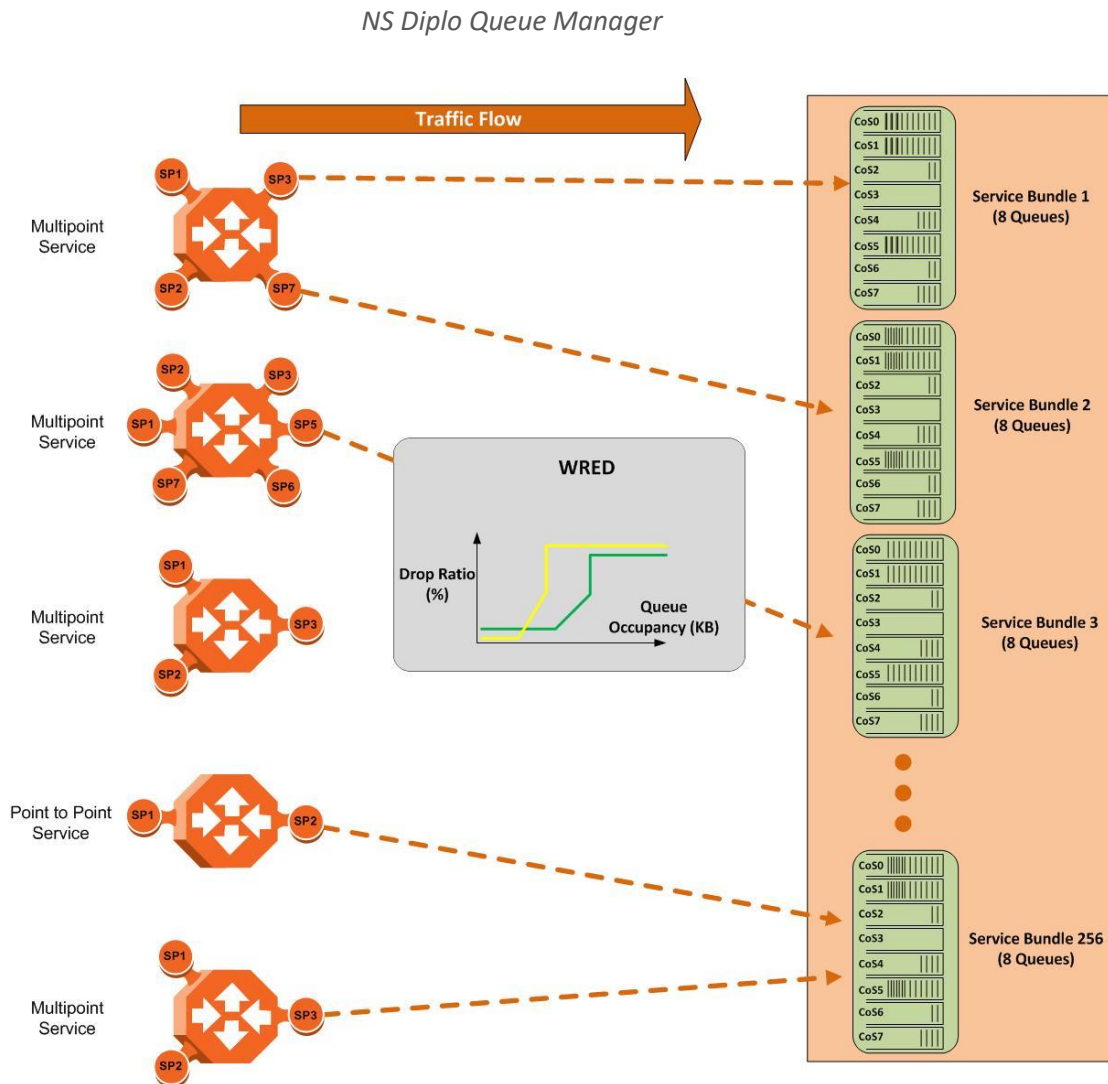 NS Diplo Queue Manager
Traffic Flow
Multipoint
Service
SP1
SP3
SP2
SP7
Multipoint
Service
SP2
SP3
SP1
SP5
SP7
SP6
Multipoint
Service
SP1
SP3
SP2
Point to Point
Service
SP1
SP2
Multipoint
Service
SP1
SP3
SP2
WRED
Drop Ratio
(%)
Queue
Occupancy (KB)
CoS0
CoS1
CoS2
CoS3
CoS4
CoS5
CoS6
CoS7
Service Bundle 1
(8 Queues)
CoS0
CoS1
CoS2
CoS3
CoS4
CoS5
CoS6
CoS7
Service Bundle 2
(8 Queues)
CoS0
CoS1
CoS2
CoS3
CoS4
CoS5
CoS6
CoS7
Service Bundle 3
(8 Queues)
CoS0
CoS1
CoS2
CoS3
CoS4
CoS5
CoS6
CoS7
Service Bundle 256
(8 Queues)